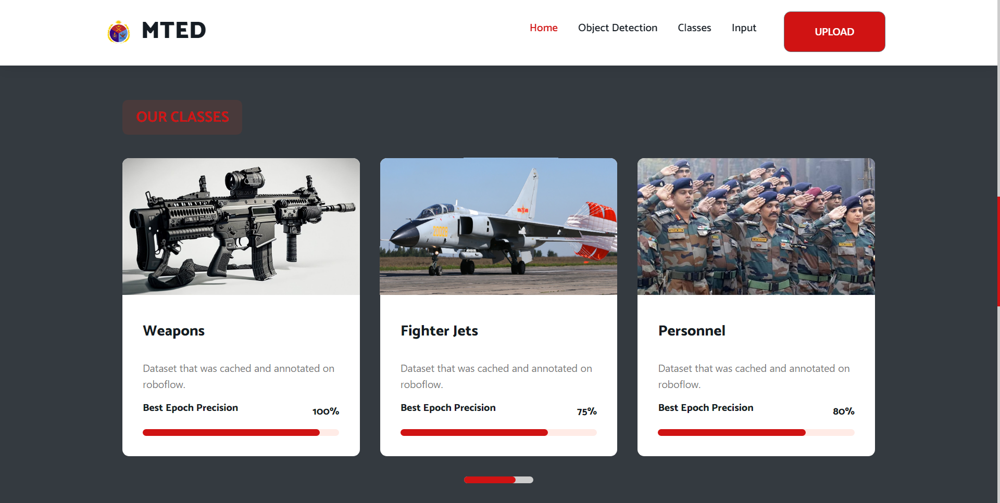 MTED
Home
Object Detection
Classes
Input
UPLOAD
OUR CLASSES
Weapons
Dataset that was cached and annotated on
roboflow.
Best Epoch Precision
100%
Fighter Jets
Dataset that was cached and annotated on
roboflow.
Best Epoch Precision
75%
Personnel
Dataset that was cached and annotated on
roboflow.
Best Epoch Precision
80%